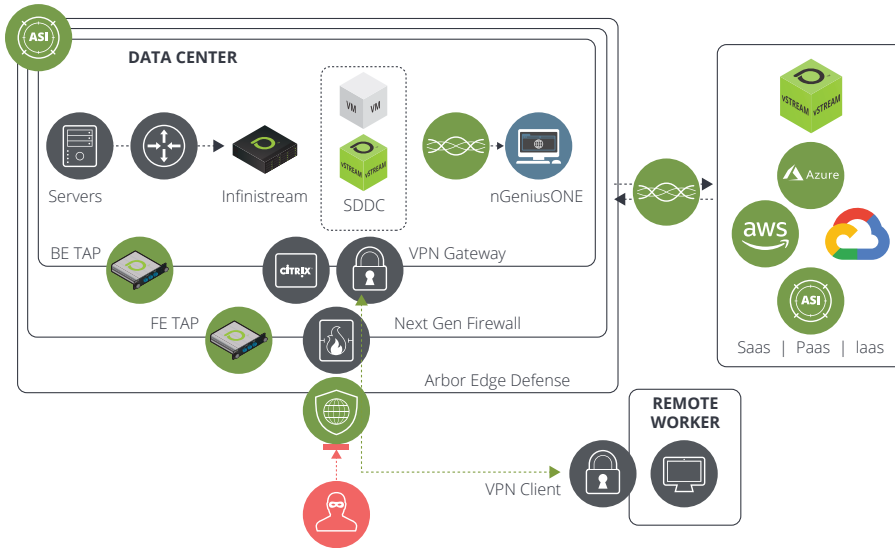 ASI
DATA CENTER
VM VM
vSTREAM vSTREAM
Servers
Infinistream
SDDC
nGeniusONE
BE TAP
CITRIX
VPN Gateway
FE TAP
Next Gen Firewall
Arbor Edge Defense
vSTREAM vSTREAM
Azure
aws
ASI
Saas | Paas | Iaas
REMOTE
WORKER
VPN Client